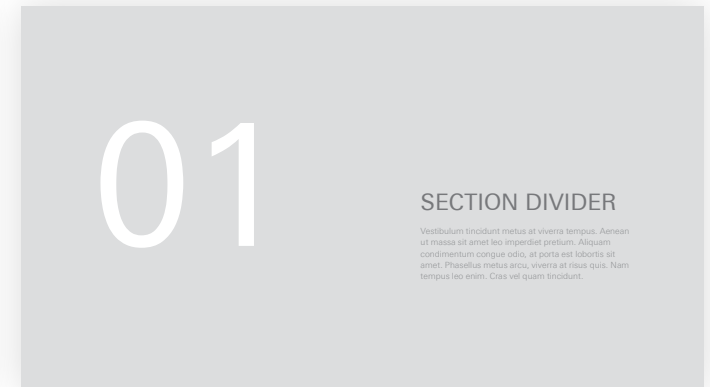 01
SECTION DIVIDER
Vestibulum tincidunt metus at viverra tempus. Aenean
ut massa sit amet leo imperdiet pretium. Aliquam
condimentum congue odio, at porta est lobortis sit
amet. Phasellus metus arcu, viverra at risus quis. Nam
tempus leo enim. Cras vel quam tincidunt.